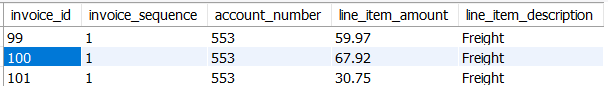 invoice_id invoice_sequence account_number line_item_amount line_item_description
99 1 553 59.97 Freight
100 1 553 67.92 Freight
101 1 553 30.75 Freight